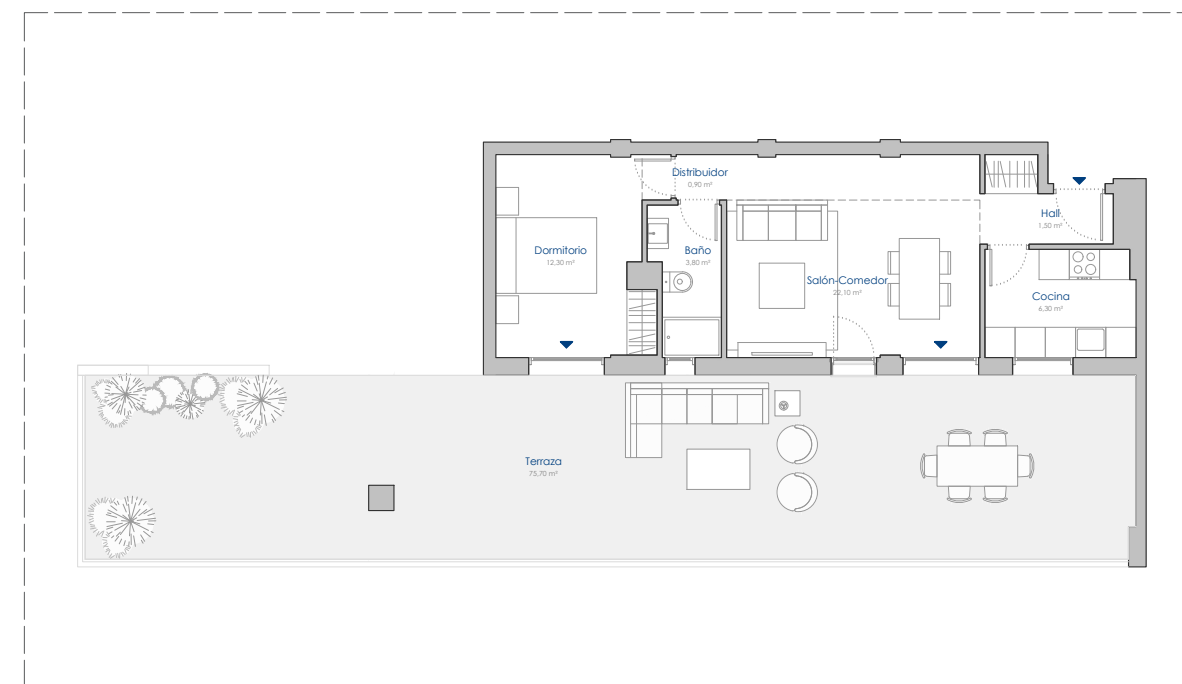 Distribuidor
0,90 m²
Hall
1,50 m²
Dormitorio
12,30 m²
Baño
3,80 m²
Salón-Comedor
22,10 m²
Cocina
6,30 m²
Terraza
75,70 m²